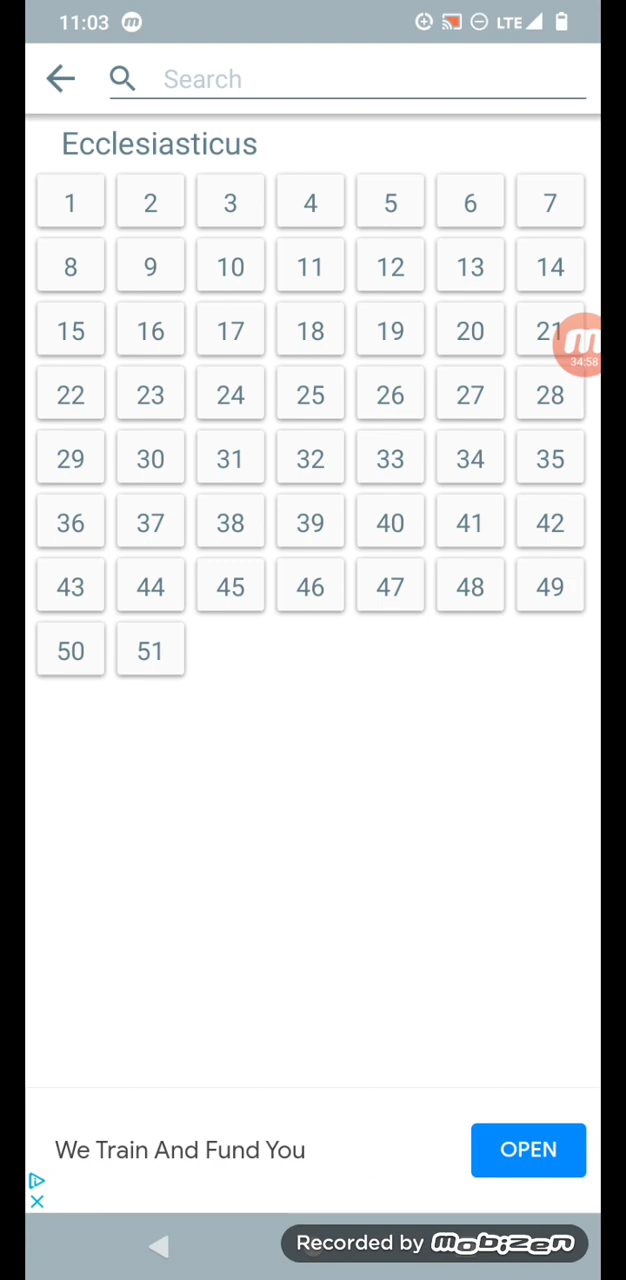 11:03 m LTE
Search
Ecclesiasticus
1 2 3 4 5 6 7
8 9 10 11 12 13 14
15 16 17 18 19 20 21
m
34:58
22 23 24 25 26 27 28
29 30 31 32 33 34 35
36 37 38 39 40 41 42
43 44 45 46 47 48 49
50 51
We Train And Fund You OPEN
Recorded by mobizen